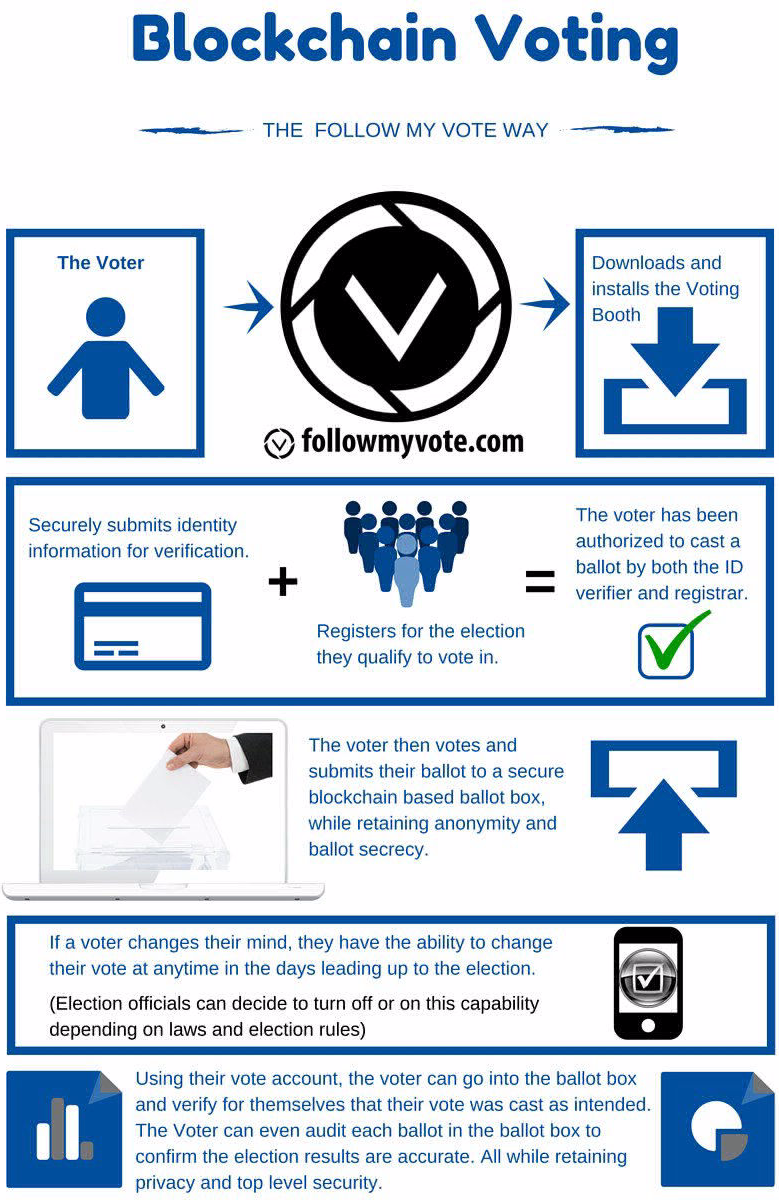 Blockchain Voting
THE FOLLOW MY VOTE WAY
The Voter
followmyvote.com
Downloads and
installs the Voting
Booth
Securely submits identity
information for verification.
+
Registers for the election
they qualify to vote in.
=
The voter has been
authorized to cast a
ballot by both the ID
verifier and registrar.
The voter then votes and
submits their ballot to a secure
blockchain based ballot box,
while retaining anonymity and
ballot secrecy.
If a voter changes their mind, they have the ability to change
their vote at anytime in the days leading up to the election.
(Election officials can decide to turn off or on this capability
depending on laws and election rules)
Using their vote account, the voter can go into the ballot box
and verify for themselves that their vote was cast as intended.
The Voter can even audit each ballot in the ballot box to
confirm the election results are accurate. All while retaining
privacy and top level security.